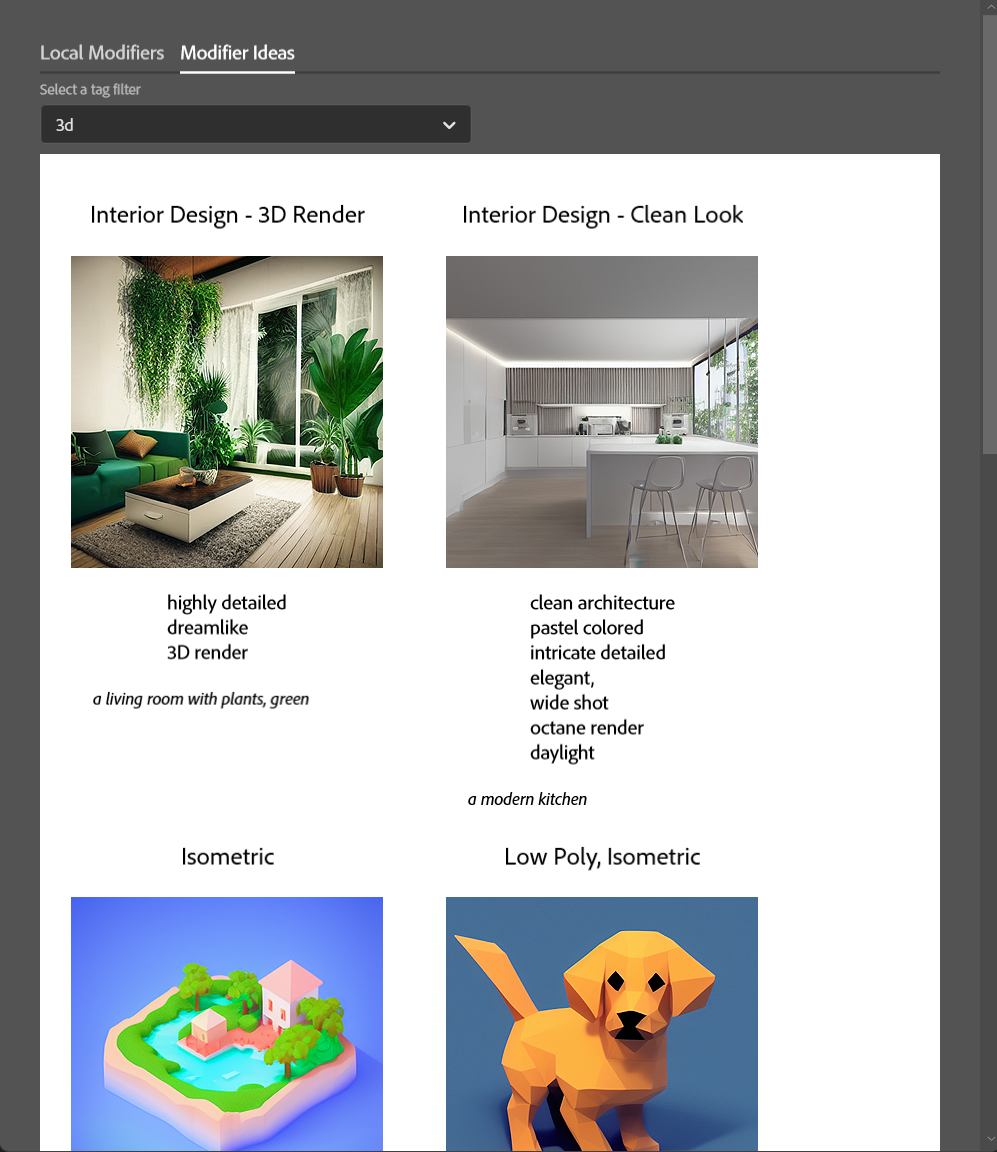 Local Modifiers Modifier Ideas
Select a tag filter
3d
Interior Design - 3D Render
Interior Design - Clean Look
highly detailed
dreamlike
3D render
a living room with plants, green
clean architecture
pastel colored
intricate detailed
elegant,
wide shot
octane render
daylight
a modern kitchen
Isometric
Low Poly, Isometric